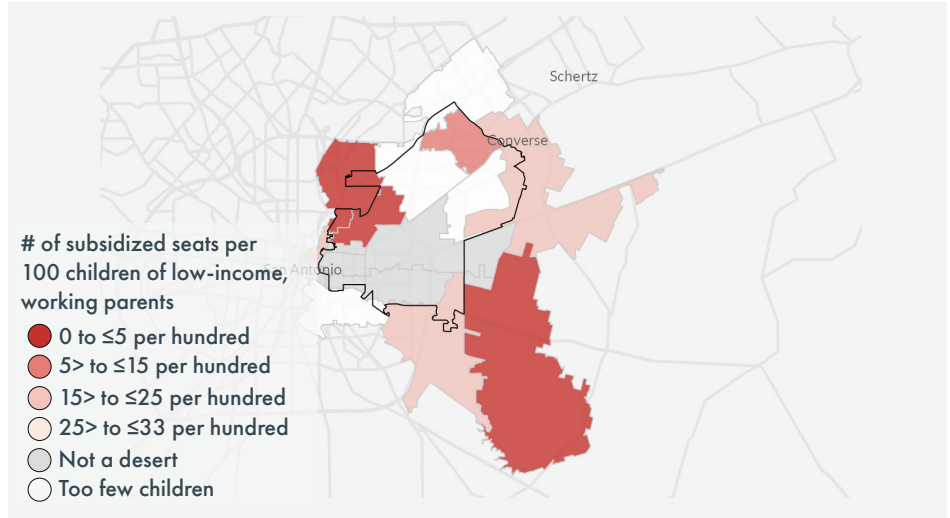 Schertz
Converse
# of subsidized seats per
100 children of low-income,
San Antonio
working parents
0 to ≤5 per hundred
5> to ≤15 per hundred
15> to ≤25 per hundred
25> to ≤33 per hundred
Not a desert
Too few children